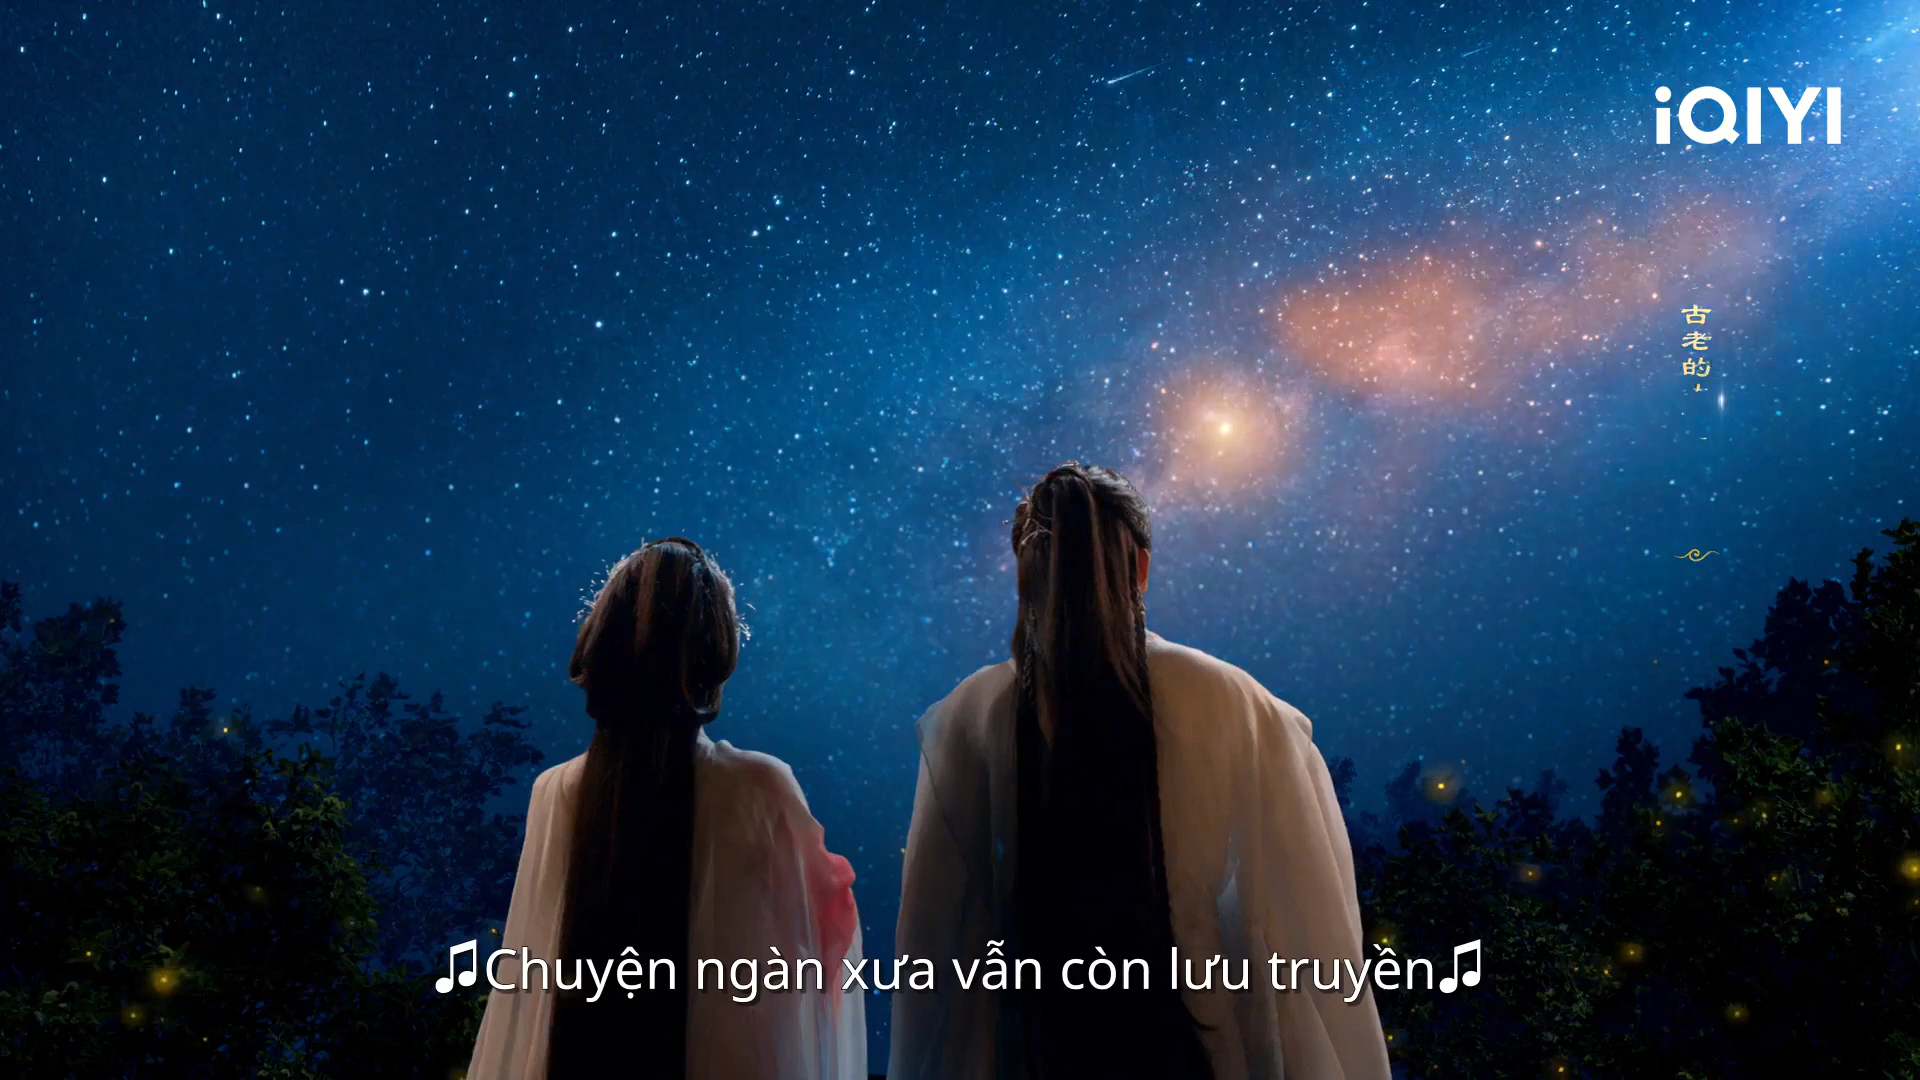 iQIYI
古老的
♫Chuyện ngàn xưa vẫn còn lưu truyền♫